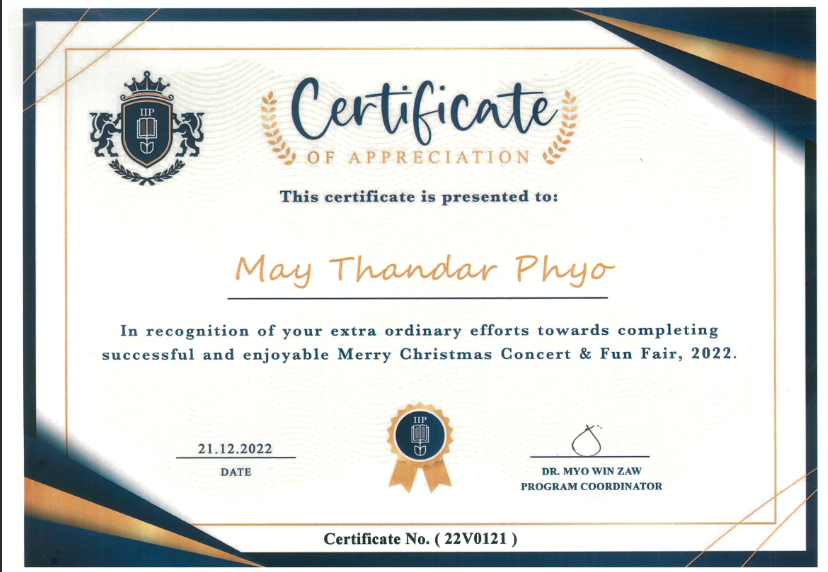 IIP
Certificate
OF APPRECIATION
This certificate is presented to:
May Thandar Phyo
In recognition of your extra ordinary efforts towards completing
successful and enjoyable Merry Christmas Concert & Fun Fair, 2022.
IIP
21.12.2022
DATE
DR. MYO WIN ZAW
PROGRAM COORDINATOR
Certificate No. ( 22V0121 )